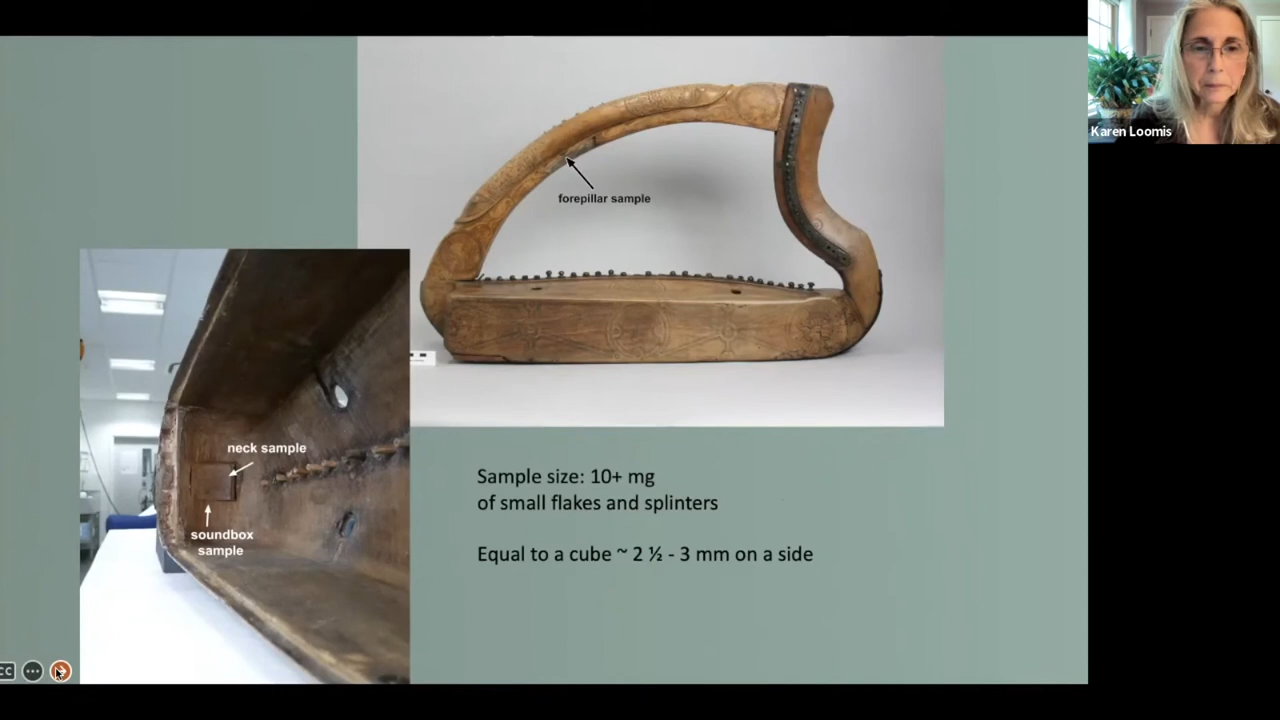 Karen Loomis
forepillar sample
neck sample
soundbox
sample
Sample size: 10+ mg
of small flakes and splinters
Equal to a cube ~ 2 ½ - 3 mm on a side
CC